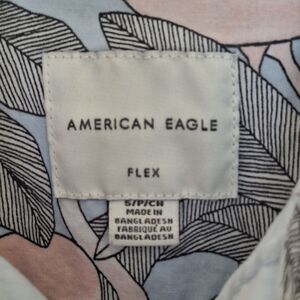 AMERICAN EAGLE
FLEX
S/P/CH
MADE IN
BANGLADESH
FABRIQUÉ AU
BANGLADESH